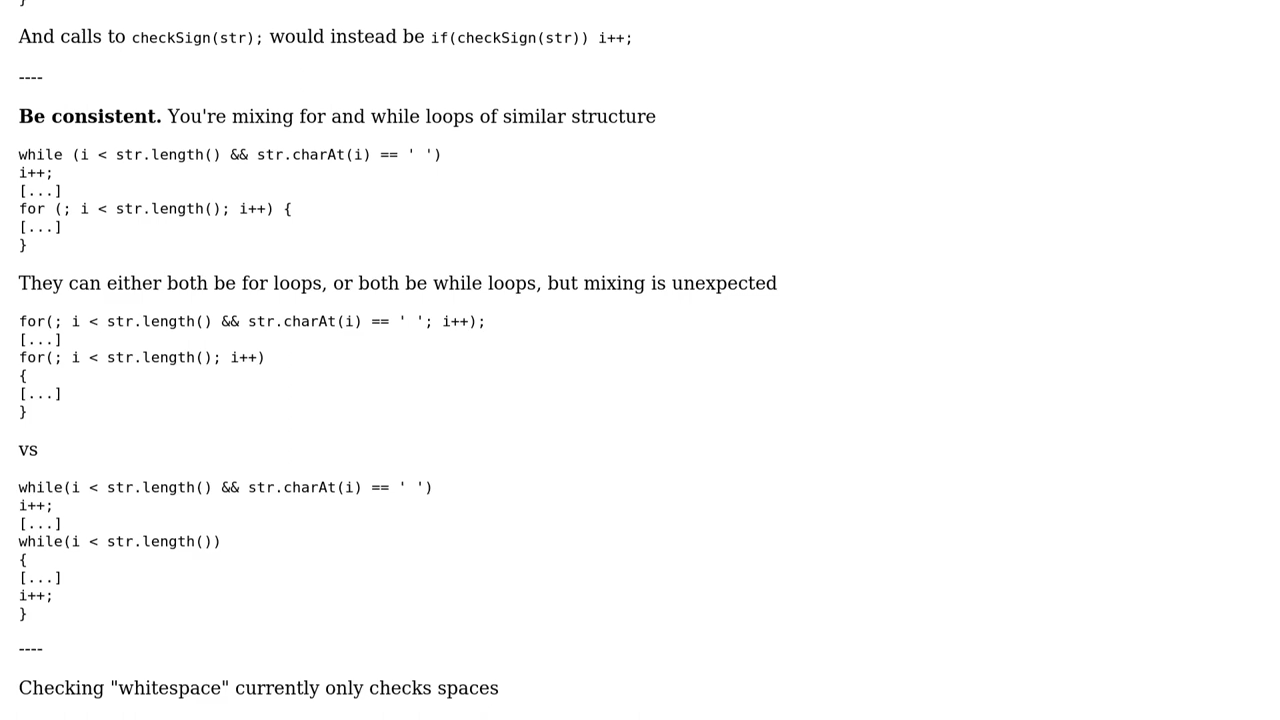 }
And calls to checkSign(str); would instead be if(checkSign(str)) i++;
----
Be consistent. You're mixing for and while loops of similar structure
while (i < str.length() && str.charAt(i) == ' ')
i++;
[...]
for (; i < str.length(); i++) {
[...]
}
They can either both be for loops, or both be while loops, but mixing is unexpected
for(; i < str.length() && str.charAt(i) == ' '; i++);
[...]
for(; i < str.length(); i++)
{
[...]
}
vs
while(i < str.length() && str.charAt(i) == ' ')
i++;
[...]
while(i < str.length())
{
[...]
i++;
}
----
Checking "whitespace" currently only checks spaces